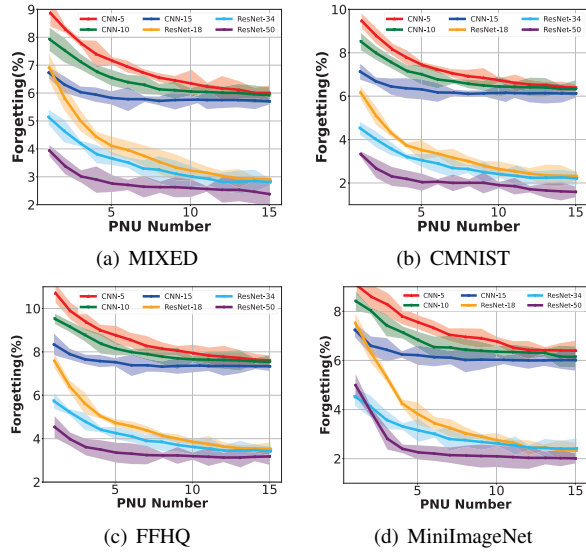 9
8
7
6
5
4
3
2
Forgetting(%)
CNN-5 CNN-15 ResNet-34
CNN-10 ResNet-18 ResNet-50
5 10 15
PNU Number
(a) MIXED
10
8
6
4
2
Forgetting(%)
CNN-5 CNN-15 ResNet-34
CNN-10 ResNet-18 ResNet-50
5 10 15
PNU Number
(b) CMNIST
10
8
6
4
2
Forgetting(%)
CNN-5 CNN-15 ResNet-34
CNN-10 ResNet-18 ResNet-50
5 10 15
PNU Number
(c) FFHQ
8
6
4
2
Forgetting(%)
CNN-5 CNN-15 ResNet-34
CNN-10 ResNet-18 ResNet-50
5 10 15
PNU Number
(d) MiniImageNet